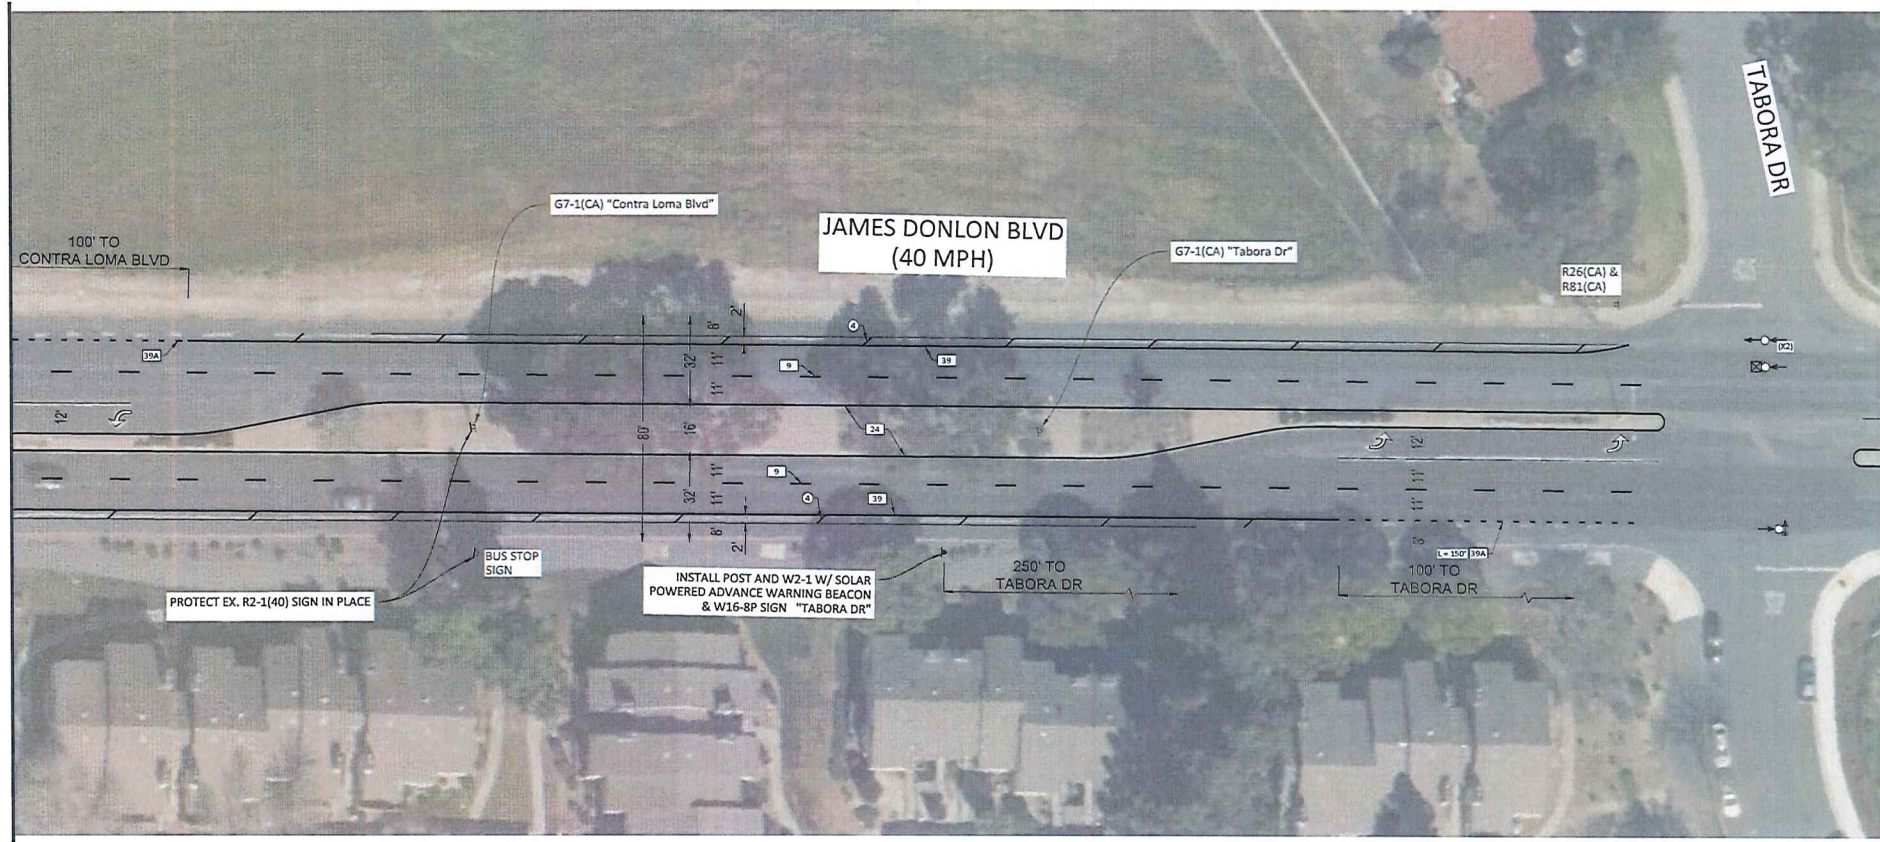 TABORA DR
G7-1(CA) "Contra Loma Blvd"
JAMES DONLON BLVD
(40 MPH)
100' TO
CONTRA LOMA BLVD
G7-1(CA) "Tabora Dr"
R26(CA) &
R81(CA)
2'
8'
4
39A
32'
11'
39
(X2)
9
11'
12'
80'
16'
24
12'
11'
9
11'
32'
11'
4
39
11'
8'
2'
8'
L = 150' 39A
BUS STOP
SIGN
INSTALL POST AND W2-1 W/ SOLAR
POWERED ADVANCE WARNING BEACON
& W16-8P SIGN "TABORA DR"
250' TO
TABORA DR
100' TO
TABORA DR
PROTECT EX. R2-1(40) SIGN IN PLACE